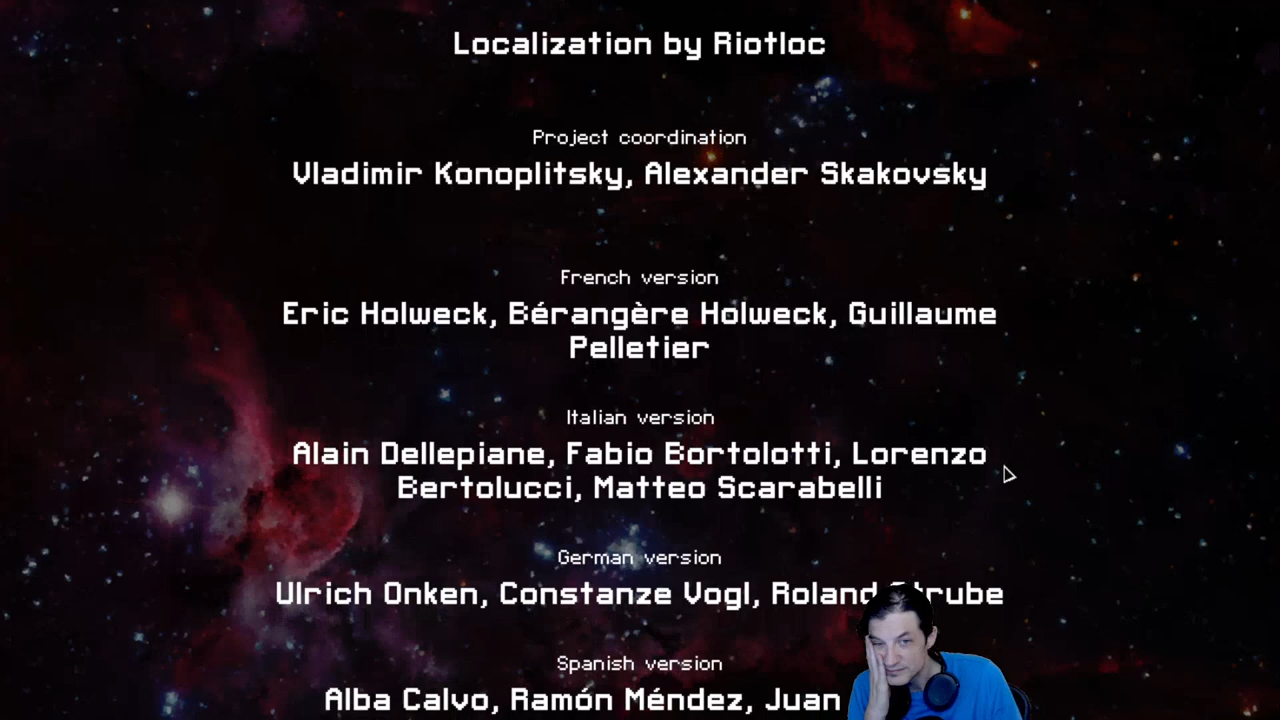 Localization by Riotloc
Project coordination
Vladimir Konoplitsky, Alexander Skakovsky
French version
Eric Holweck, Bérangère Holweck, Guillaume
Pelletier
Italian version
Alain Dellepiane, Fabio Bortolotti, Lorenzo
Bertolucci, Matteo Scarabelli
German version
Ulrich Onken, Constanze Vogl, Roland
Spanish version
Alba Calvo, Ramón Méndez, Juan